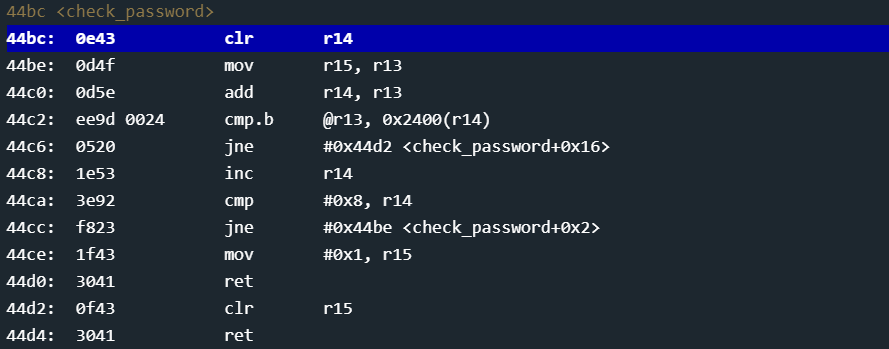 44bc <check_password>
44bc: 0e43 clr r14
44be: 0d4f mov r15, r13
44c0: 0d5e add r14, r13
44c2: ee9d 0024 cmp.b @r13, 0x2400(r14)
44c6: 0520 jne #0x44d2 <check_password+0x16>
44c8: 1e53 inc r14
44ca: 3e92 cmp #0x8, r14
44cc: f823 jne #0x44be <check_password+0x2>
44ce: 1f43 mov #0x1, r15
44d0: 3041 ret
44d2: 0f43 clr r15
44d4: 3041 ret